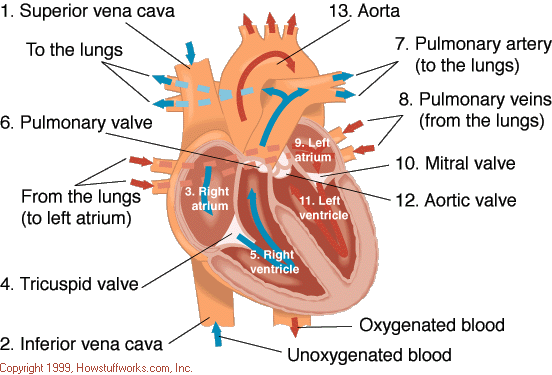 1. Superior vena cava
13. Aorta
To the lungs
7. Pulmonary artery
(to the lungs)
6. Pulmonary valve
8. Pulmonary veins
(from the lungs)
9. Left
atrium
10. Mitral valve
From the lungs
(to left atrium)
3. Right
atrium
12. Aortic valve
11. Left
ventricle
5. Right
ventricle
4. Tricuspid valve
2. Inferior vena cava
Oxygenated blood
Unoxygenated blood
Copyright 1999, Howstuffworks.com, Inc.